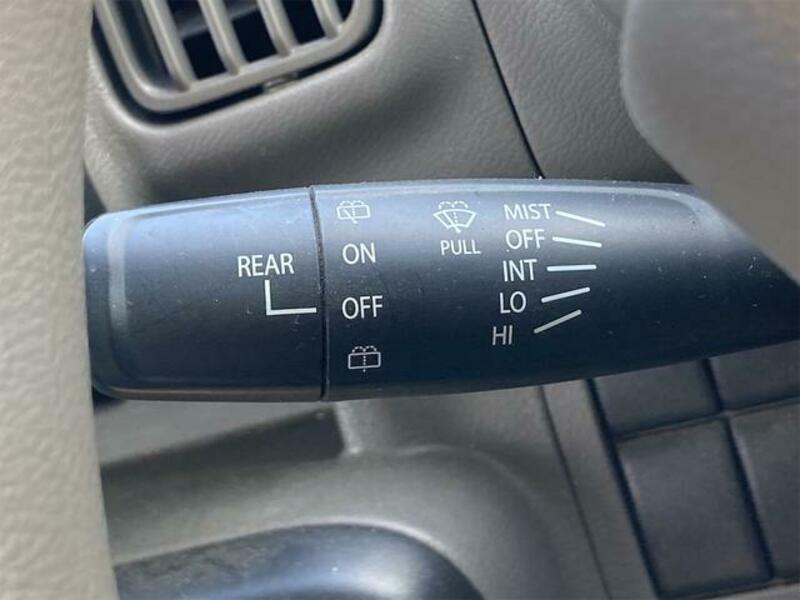 REAR
ON
OFF
PULL
MIST
OFF
INT
LO
HI